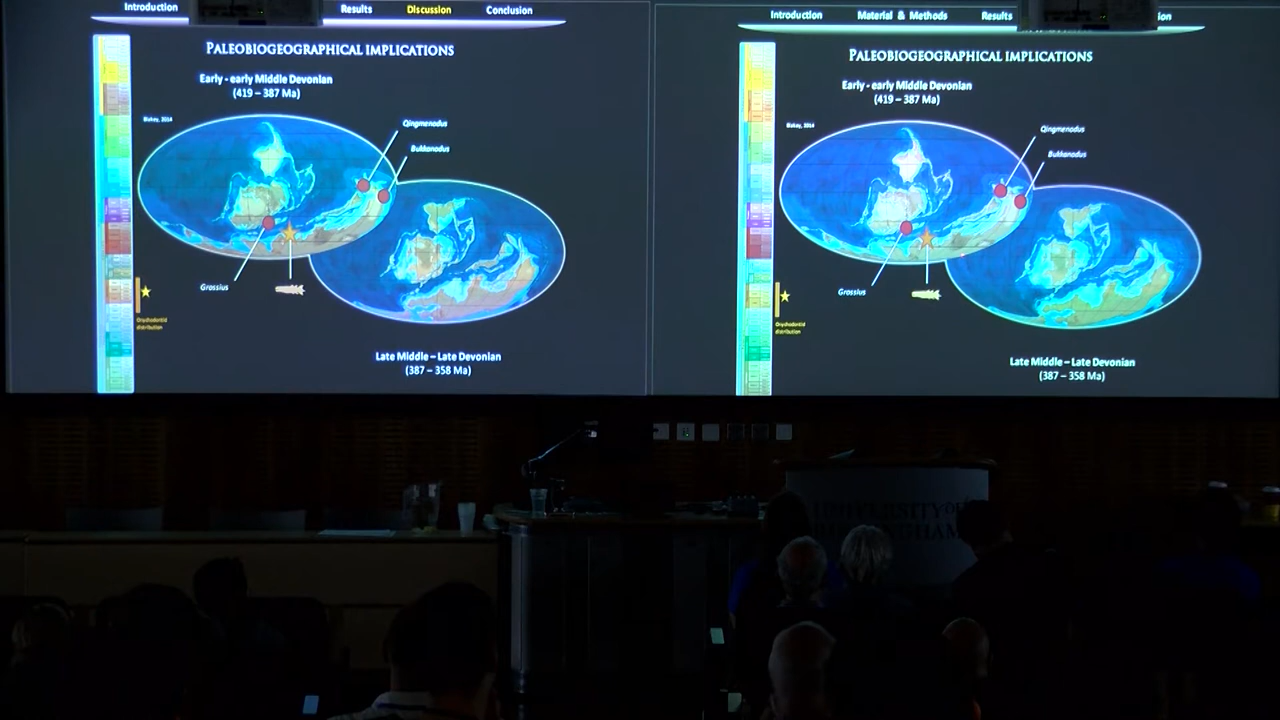 Introduction Results Discussion Conclusion
PALEOBIOGEOGRAPHICAL IMPLICATIONS
Early - early Middle Devonian
(419 – 387 Ma)
Blakey, 2014
Qingmenodus
Bukkanodus
Grossius
Onychodontid
distribution
Late Middle – Late Devonian
(387 – 358 Ma)
Introduction Material & Methods Results
PALEOBIOGEOGRAPHICAL IMPLICATIONS
Early - early Middle Devonian
(419 – 387 Ma)
Blakey, 2014
Qingmenodus
Bukkanodus
Grossius
Onychodontid
distribution
Late Middle – Late Devonian
(387 – 358 Ma)
UNIVERSITY OF